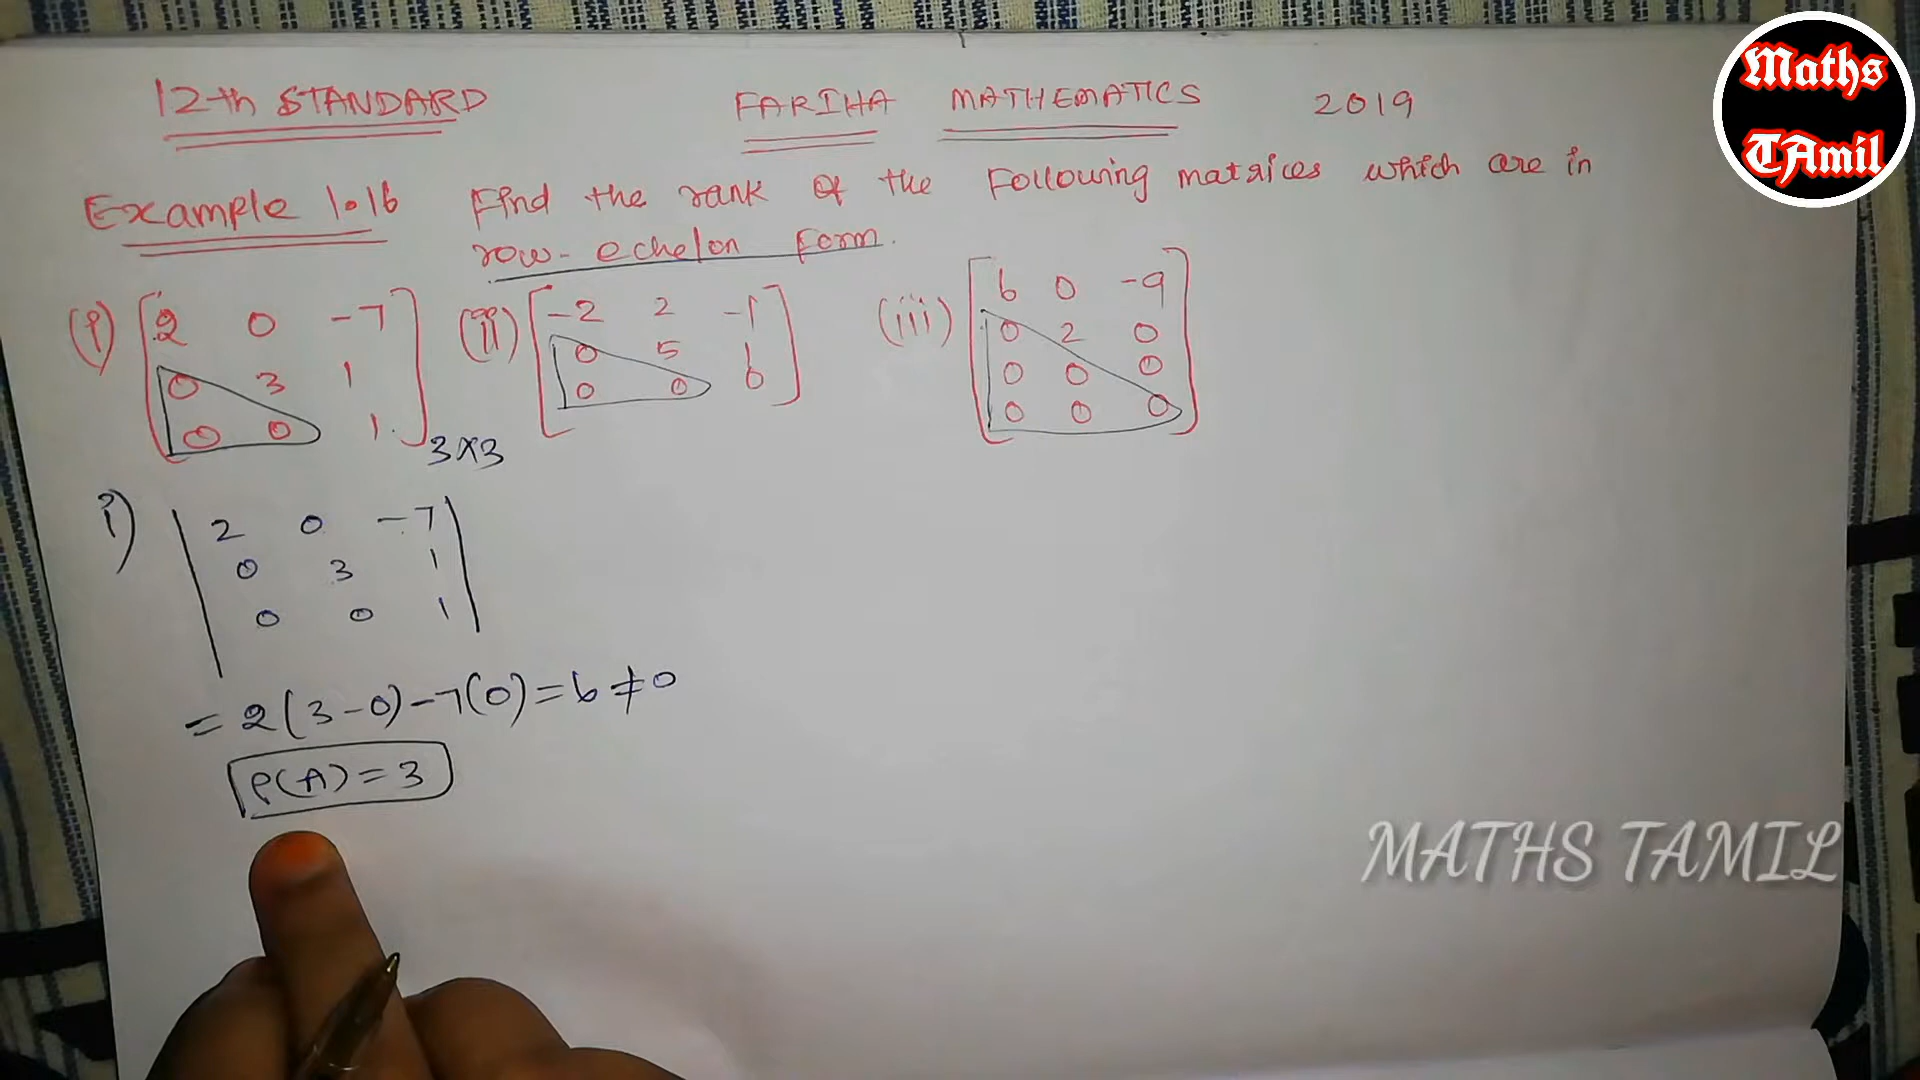 12th STANDARD FARIHA MATHEMATICS 2019
Maths
TAmil
Example 1.16 Find the rank of the following matrices which are in
row-echelon form.
(i) 2 0 -7 (ii) -2 2 -1 (iii) 6 0 -9
0 3 1 0 5 1 0 2 0
0 0 1 0 0 6 0 0 0
0 0 0
3×3
i) 2 0 -7
0 3 1
0 0 1
= 2(3-0)-7(0)=6≠0
ρ(A)=3
MATHS TAMIL